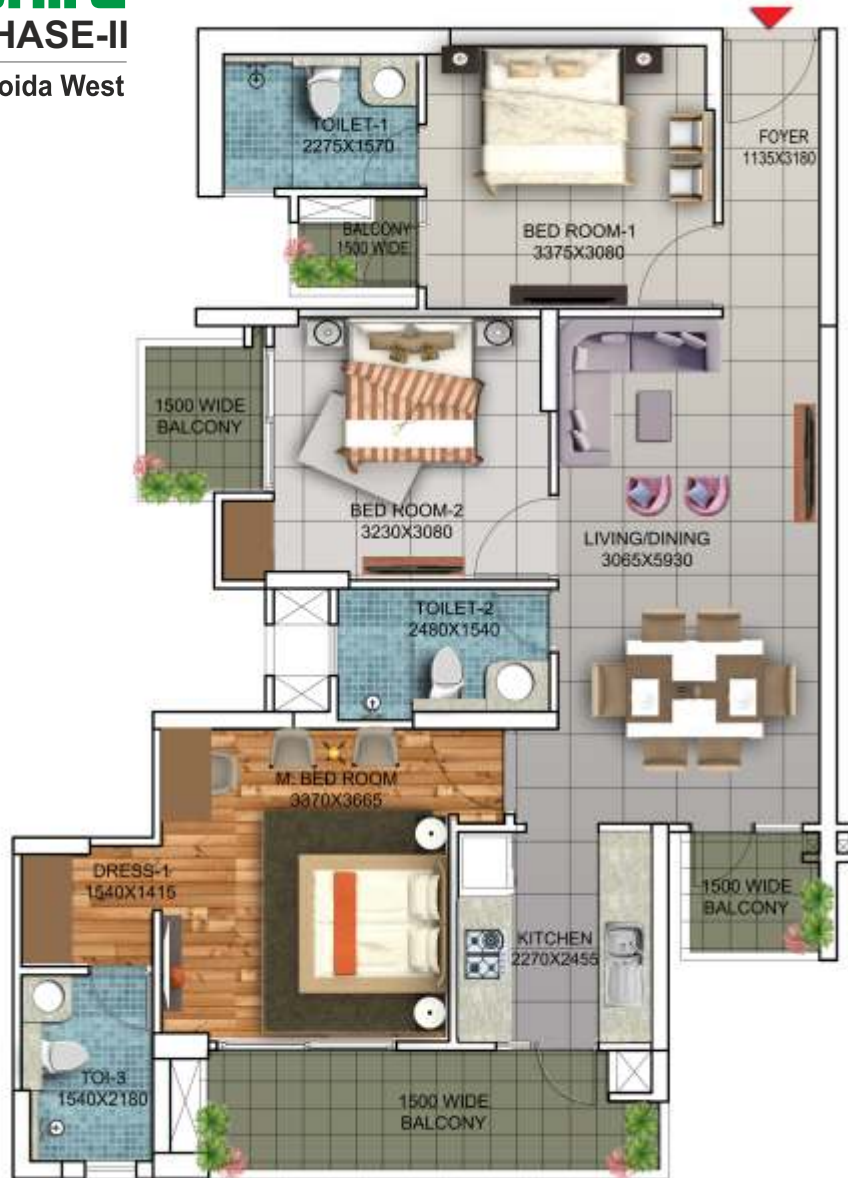 HASE-II
oida West
TOILET-1
2275X1570
FOYER
1135X3180
BALCONY
1500 WIDE
BED ROOM-1
3375X3080
1500 WIDE
BALCONY
BED ROOM-2
3230X3080
LIVING/DINING
3065X5930
TOILET-2
2480X1540
M. BED ROOM
3370X3665
DRESS-1
1540X1415
1500 WIDE
BALCONY
KITCHEN
2270X2455
TOI-3
1540X2180
1500 WIDE
BALCONY